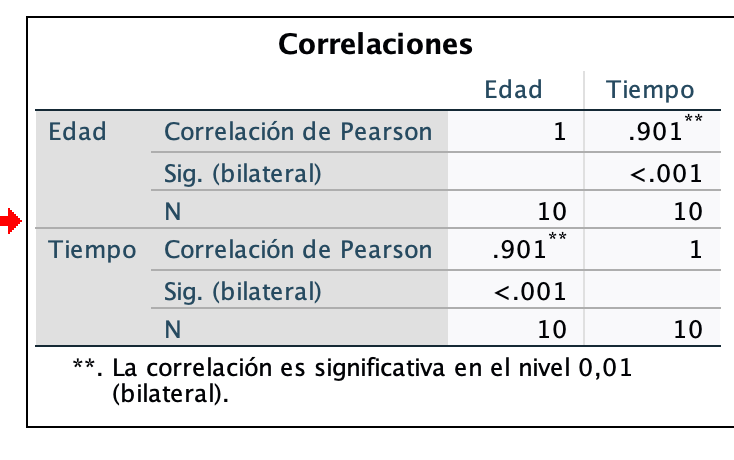 Correlaciones
Edad Tiempo
Edad Correlación de Pearson 1 .901**
Sig. (bilateral) <.001
N 10 10
Tiempo Correlación de Pearson .901** 1
Sig. (bilateral) <.001
N 10 10
**. La correlación es significativa en el nivel 0,01
(bilateral).